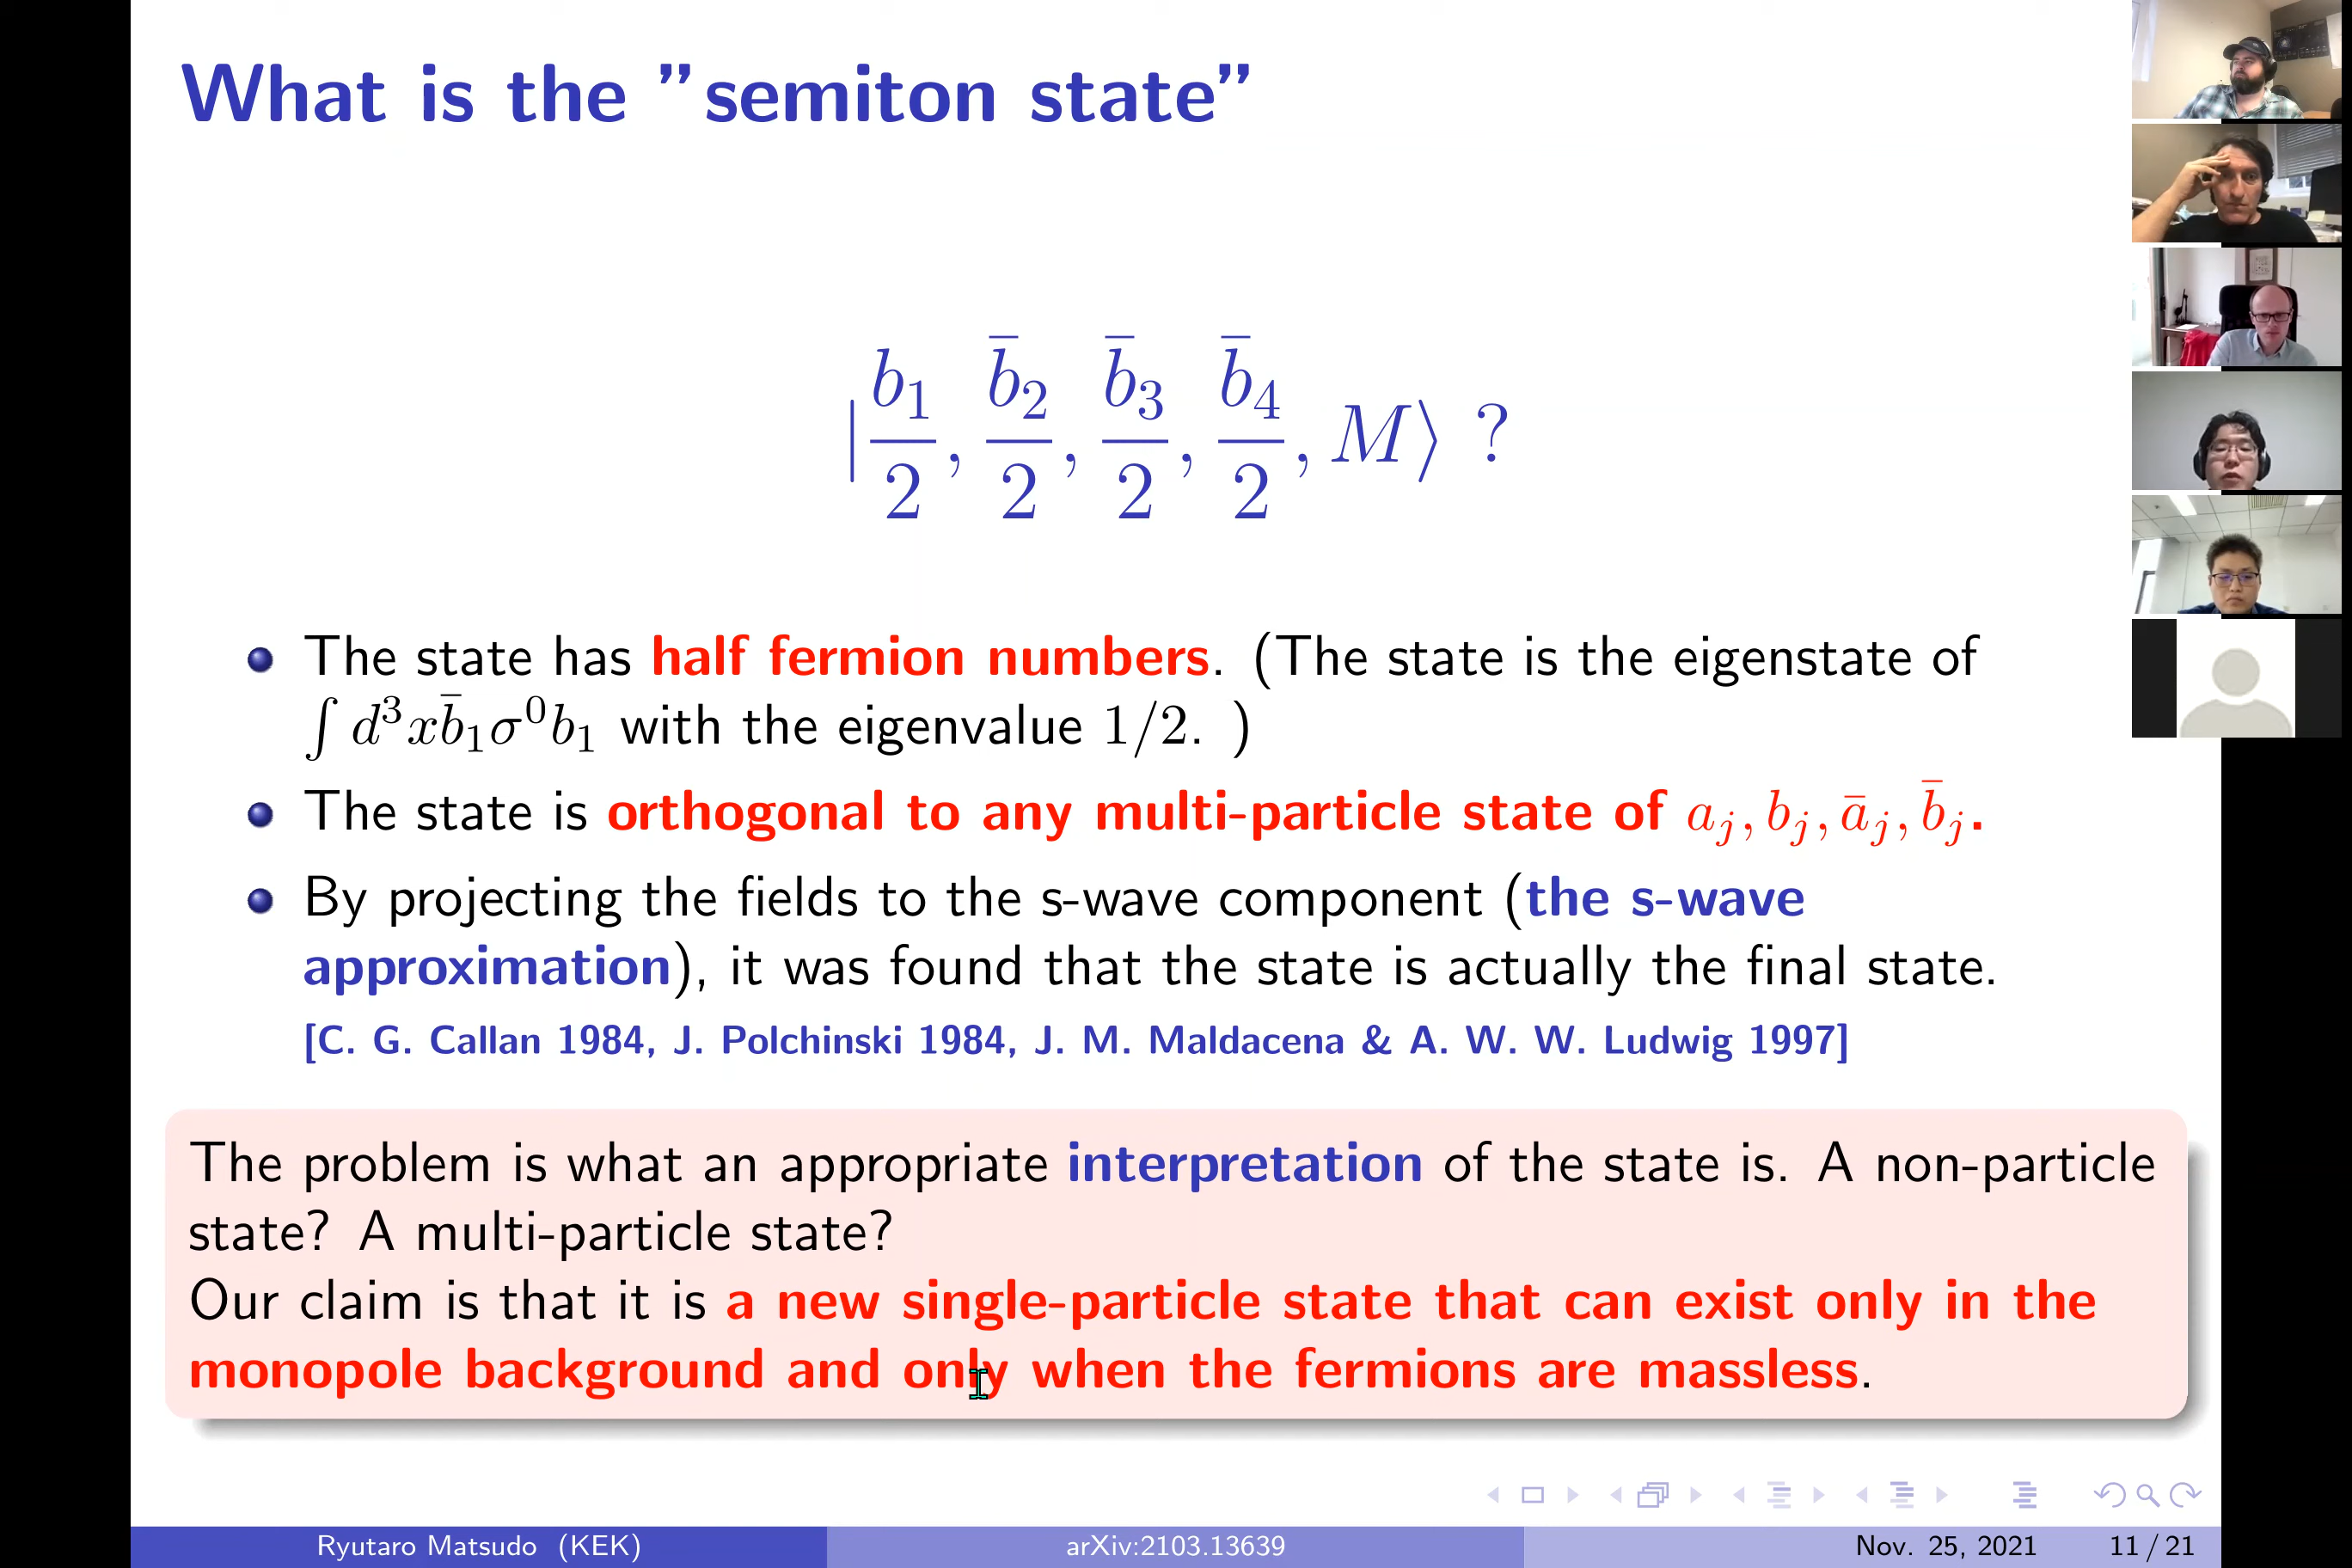 What is the "semiton state"
|b₁/2, b̄₂/2, b̄₃/2, b̄₄/2, M⟩ ?
The state has half fermion numbers. (The state is the eigenstate of
∫ d³x b̄₁σ⁰b₁ with the eigenvalue 1/2. )
The state is orthogonal to any multi-particle state of aⱼ, bⱼ, āⱼ, b̄ⱼ.
By projecting the fields to the s-wave component (the s-wave
approximation), it was found that the state is actually the final state.
[C. G. Callan 1984, J. Polchinski 1984, J. M. Maldacena & A. W. W. Ludwig 1997]
The problem is what an appropriate interpretation of the state is. A non-particle
state? A multi-particle state?
Our claim is that it is a new single-particle state that can exist only in the
monopole background and only when the fermions are massless.
Ryutaro Matsudo (KEK) arXiv:2103.13639 Nov. 25, 2021 11 / 21